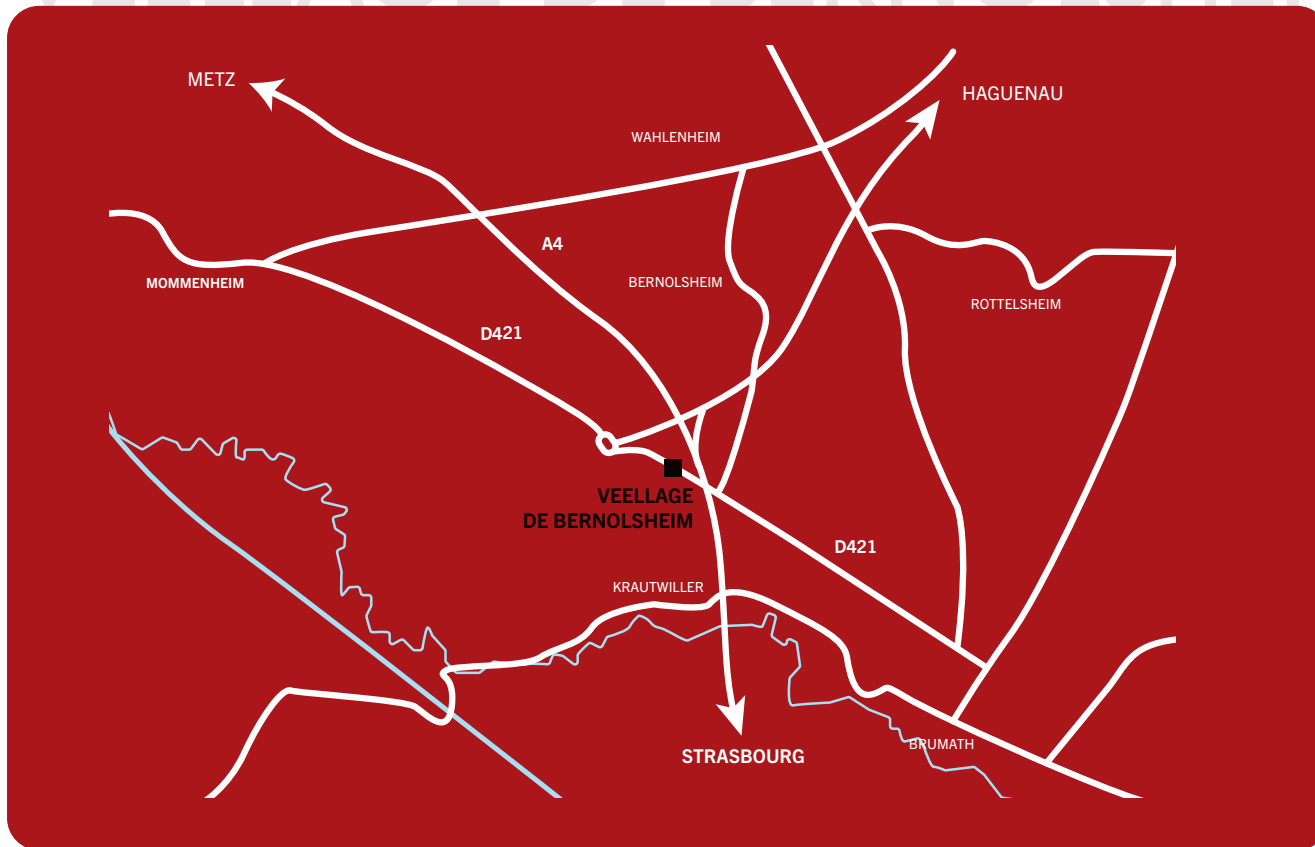 METZ
HAGUENAU
WAHLENHEIM
A4
BERNOLSHEIM
MOMMENHEIM
ROTTELSHEIM
D421
VEELLAGE
DE BERNOLSHEIM
D421
KRAUTWILLER
BRUMATH
STRASBOURG